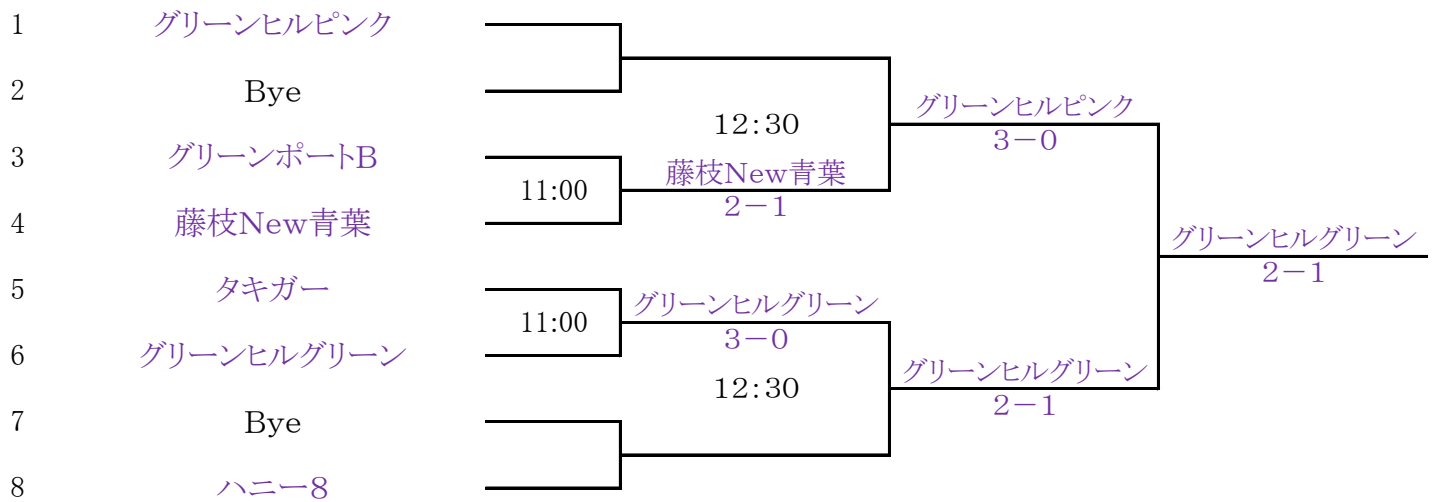 1 グリーンヒルピンク
2 Bye
12:30
グリーンヒルピンク
3－0
3 グリーンポートB
11:00
藤枝New青葉
2－1
4 藤枝New青葉
グリーンヒルグリーン
2－1
5 タキガー
11:00
グリーンヒルグリーン
3－0
6 グリーンヒルグリーン
12:30
グリーンヒルグリーン
2－1
7 Bye
8 ハニー8